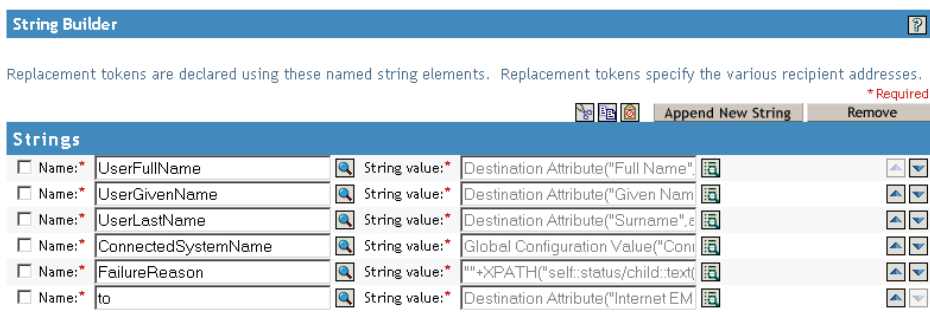 String Builder
Replacement tokens are declared using these named string elements. Replacement tokens specify the various recipient addresses.
* Required
Append New String Remove
Strings
Name:* UserFullName String value:* Destination Attribute("Full Name",
Name:* UserGivenName String value:* Destination Attribute("Given Nam
Name:* UserLastName String value:* Destination Attribute("Surname",
Name:* ConnectedSystemName String value:* Global Configuration Value("Con
Name:* FailureReason String value:* ""+XPATH("self::status/child::text(
Name:* to String value:* Destination Attribute("Internet EM